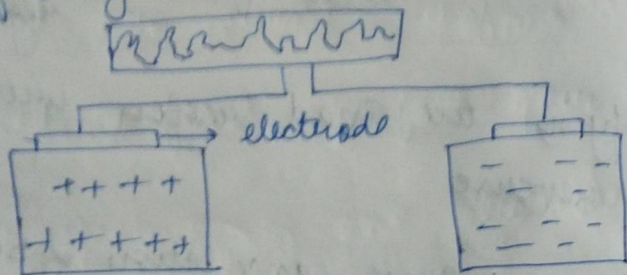 electrode
+ + + +
+ + + + +